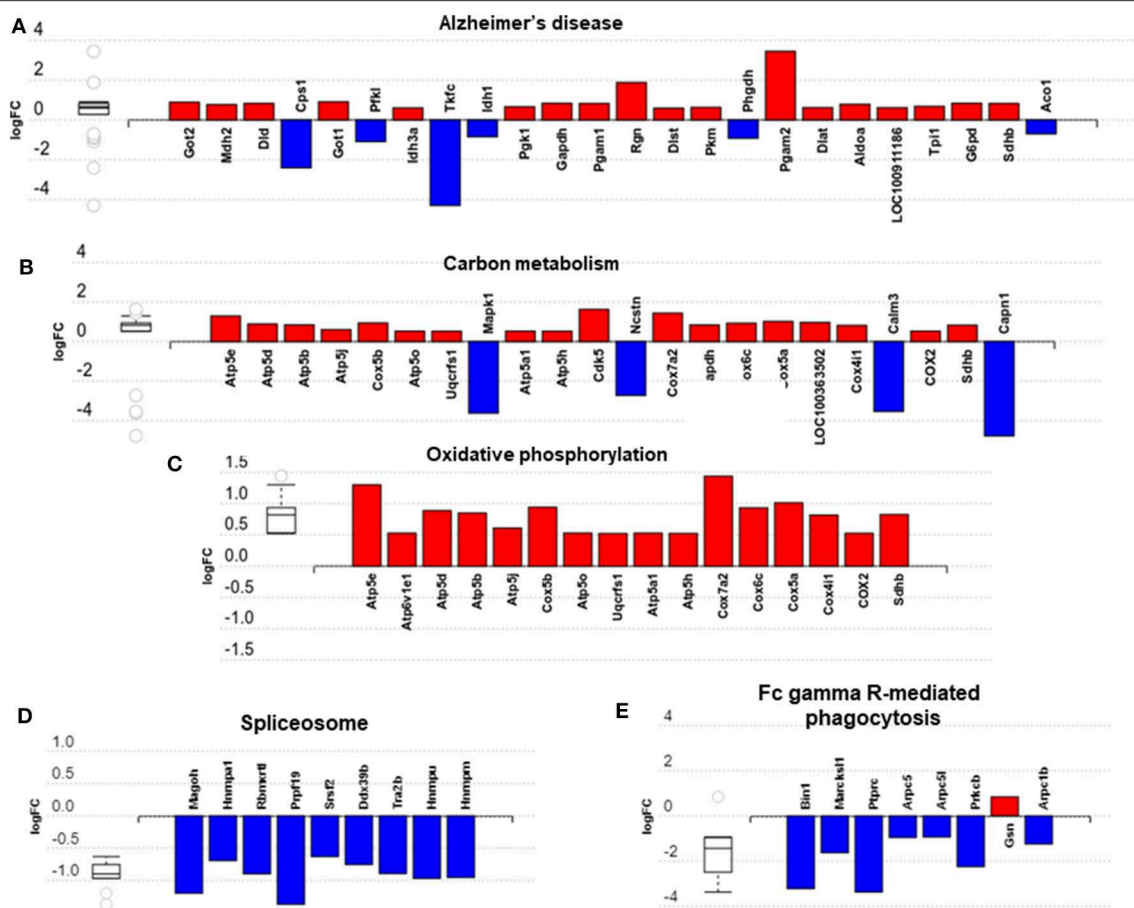 A
Alzheimer's disease
4
2
0
-2
-4
logFC
Got2
Mdh2
Dld
Cps1
Got1
Pfkl
Idh3a
Tkfc
Idh1
Pgk1
Gapdh
Pgam1
Rgn
Dlst
Pkm
Phgdh
Pgam2
Dlat
Aldoa
LOC100911186
Tpi1
G6pd
Sdhb
Aco1
B
Carbon metabolism
4
2
0
-2
-4
logFC
Atp5e
Atp5d
Atp5b
Atp5j
Cox5b
Atp5o
Uqcrfs1
Mapk1
Atp5a1
Atp5h
Cdk5
Ncstn
Cox7a2
apdh
ox6c
ox5a
LOC100363502
Cox4i1
Calm3
COX2
Sdhb
Capn1
C
Oxidative phosphorylation
1.5
1.0
0.5
0.0
-0.5
-1.0
-1.5
logFC
Atp5e
Atp6v1e1
Atp5d
Atp5b
Atp5j
Cox5b
Atp5o
Uqcrfs1
Atp5a1
Atp5h
Cox7a2
Cox6c
Cox5a
Cox4i1
COX2
Sdhb
D
Spliceosome
1.0
0.5
0.0
-0.5
-1.0
logFC
Magoh
Hnrnpa1
Rbmxrtl
Prpf19
Srsf2
Ddx39b
Tra2b
Hnrnpu
Hnrnpm
E
Fc gamma R-mediated
phagocytosis
4
2
0
-2
-4
logFC
Bin1
Marcksl1
Ptprc
Arpc5
Arpc5l
Prkcb
Gsn
Arpc1b